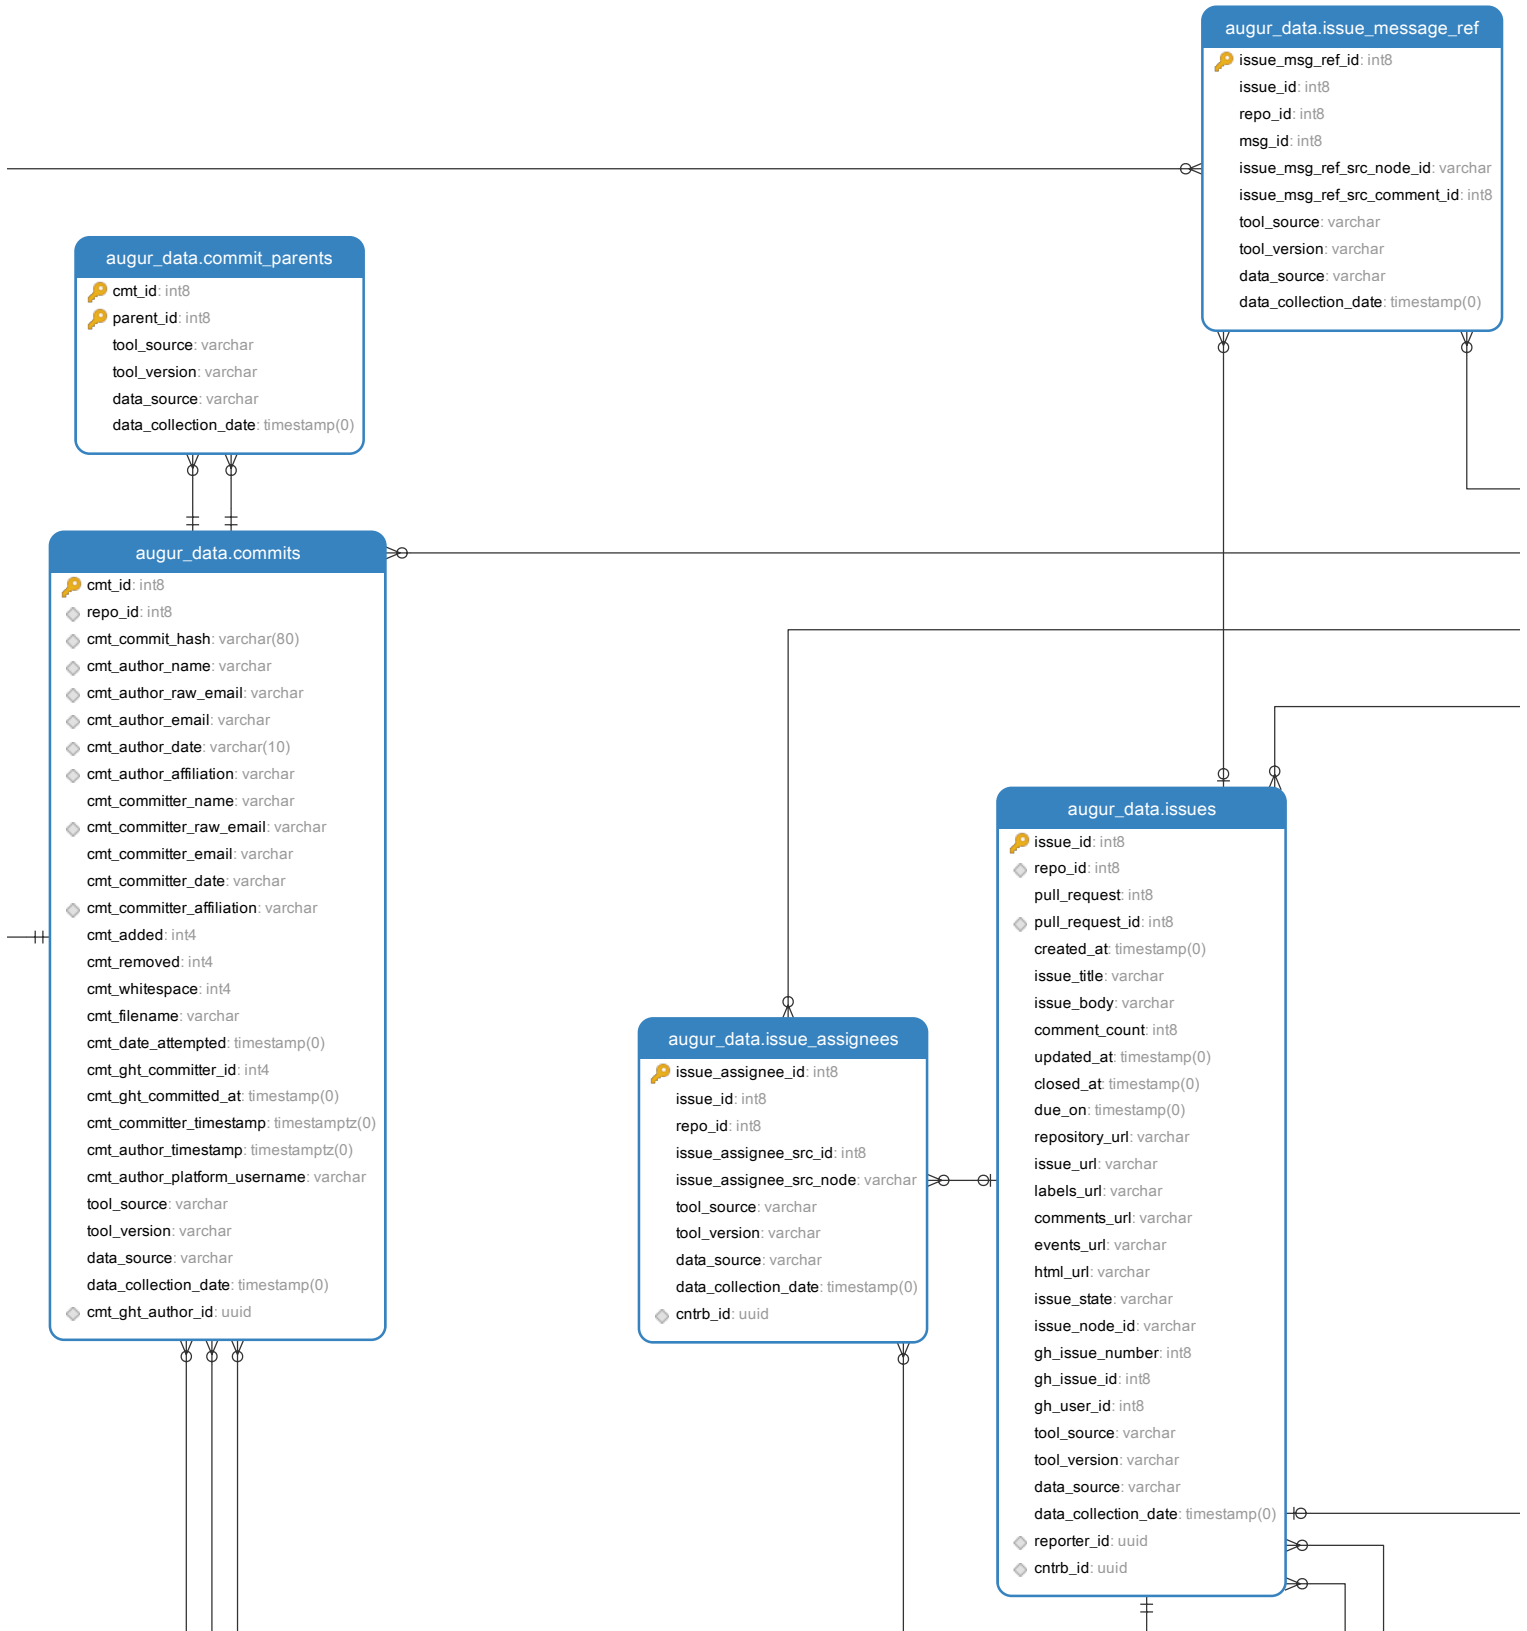 augur_data.issue_message_ref
issue_msg_ref_id: int8
issue_id: int8
repo_id: int8
msg_id: int8
issue_msg_ref_src_node_id: varchar
issue_msg_ref_src_comment_id: int8
tool_source: varchar
tool_version: varchar
data_source: varchar
data_collection_date: timestamp(0)
augur_data.commit_parents
cmt_id: int8
parent_id: int8
tool_source: varchar
tool_version: varchar
data_source: varchar
data_collection_date: timestamp(0)
augur_data.commits
cmt_id: int8
repo_id: int8
cmt_commit_hash: varchar(80)
cmt_author_name: varchar
cmt_author_raw_email: varchar
cmt_author_email: varchar
cmt_author_date: varchar(10)
cmt_author_affiliation: varchar
cmt_committer_name: varchar
cmt_committer_raw_email: varchar
cmt_committer_email: varchar
cmt_committer_date: varchar
cmt_committer_affiliation: varchar
cmt_added: int4
cmt_removed: int4
cmt_whitespace: int4
cmt_filename: varchar
cmt_date_attempted: timestamp(0)
cmt_ght_committer_id: int4
cmt_ght_committed_at: timestamp(0)
cmt_committer_timestamp: timestamptz(0)
cmt_author_timestamp: timestamptz(0)
cmt_author_platform_username: varchar
tool_source: varchar
tool_version: varchar
data_source: varchar
data_collection_date: timestamp(0)
cmt_ght_author_id: uuid
augur_data.issue_assignees
issue_assignee_id: int8
issue_id: int8
repo_id: int8
issue_assignee_src_id: int8
issue_assignee_src_node: varchar
tool_source: varchar
tool_version: varchar
data_source: varchar
data_collection_date: timestamp(0)
cntrb_id: uuid
augur_data.issues
issue_id: int8
repo_id: int8
pull_request: int8
pull_request_id: int8
created_at: timestamp(0)
issue_title: varchar
issue_body: varchar
comment_count: int8
updated_at: timestamp(0)
closed_at: timestamp(0)
due_on: timestamp(0)
repository_url: varchar
issue_url: varchar
labels_url: varchar
comments_url: varchar
events_url: varchar
html_url: varchar
issue_state: varchar
issue_node_id: varchar
gh_issue_number: int8
gh_issue_id: int8
gh_user_id: int8
tool_source: varchar
tool_version: varchar
data_source: varchar
data_collection_date: timestamp(0)
reporter_id: uuid
cntrb_id: uuid